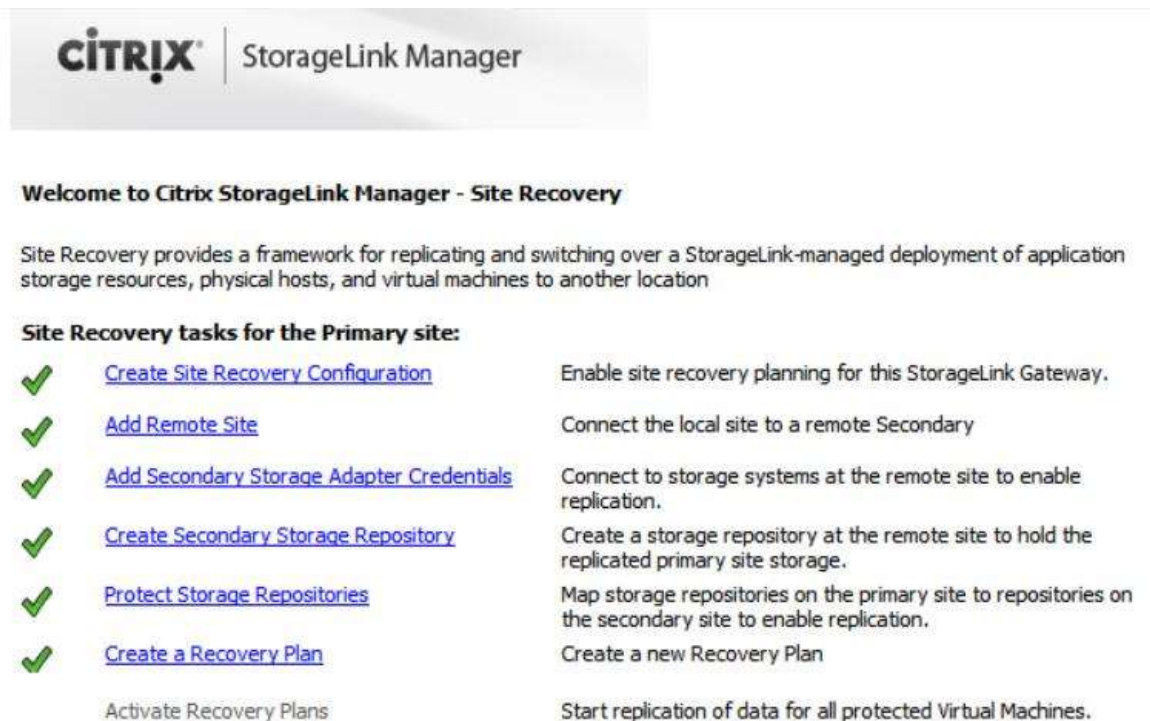 CİTRIX® StorageLink Manager
Welcome to Citrix StorageLink Manager - Site Recovery
Site Recovery provides a framework for replicating and switching over a StorageLink-managed deployment of application
storage resources, physical hosts, and virtual machines to another location
Site Recovery tasks for the Primary site:
Create Site Recovery Configuration Enable site recovery planning for this StorageLink Gateway.
Add Remote Site Connect the local site to a remote Secondary
Add Secondary Storage Adapter Credentials Connect to storage systems at the remote site to enable
replication.
Create Secondary Storage Repository Create a storage repository at the remote site to hold the
replicated primary site storage.
Protect Storage Repositories Map storage repositories on the primary site to repositories on
the secondary site to enable replication.
Create a Recovery Plan Create a new Recovery Plan
Activate Recovery Plans Start replication of data for all protected Virtual Machines.